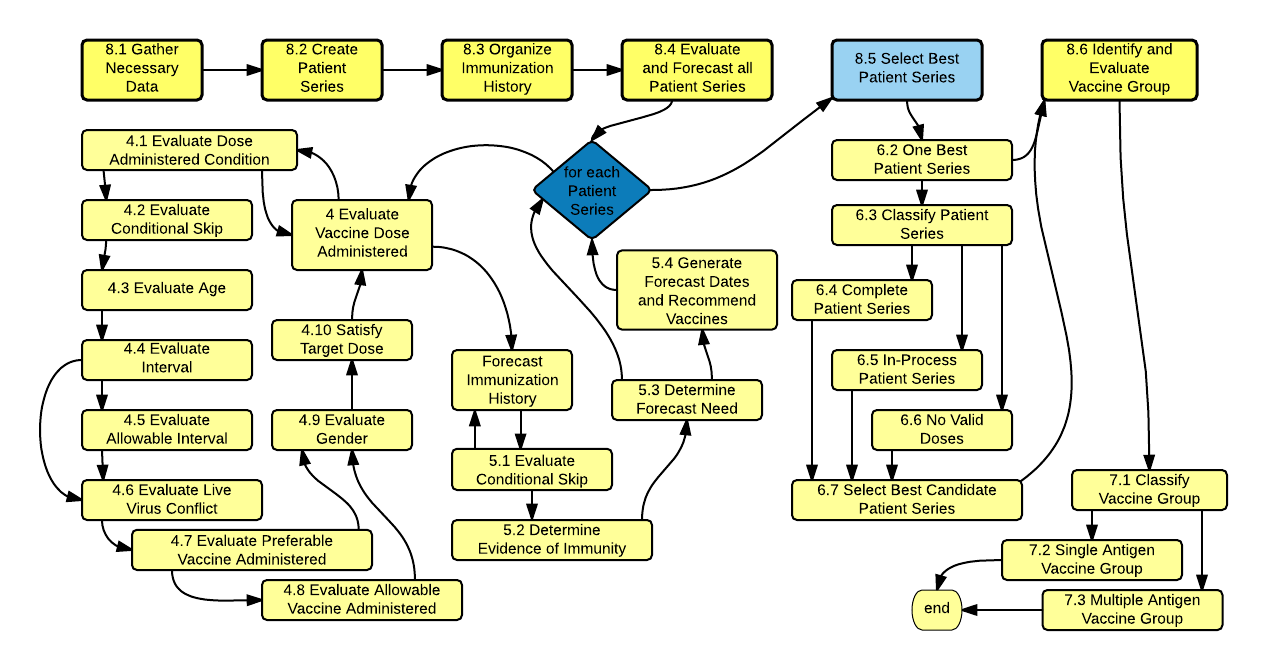 8.1 Gather
Necessary
Data
8.2 Create
Patient
Series
8.3 Organize
Immunization
History
8.4 Evaluate
and Forecast all
Patient Series
8.5 Select Best
Patient Series
8.6 Identify and
Evaluate
Vaccine Group
4.1 Evaluate Dose
Administered Condition
4.2 Evaluate
Conditional Skip
4.3 Evaluate Age
4.4 Evaluate
Interval
4.5 Evaluate
Allowable Interval
4.6 Evaluate Live
Virus Conflict
4.7 Evaluate Preferable
Vaccine Administered
4.8 Evaluate Allowable
Vaccine Administered
4 Evaluate
Vaccine Dose
Administered
4.10 Satisfy
Target Dose
4.9 Evaluate
Gender
for each
Patient
Series
Forecast
Immunization
History
5.1 Evaluate
Conditional Skip
5.2 Determine
Evidence of Immunity
5.4 Generate
Forecast Dates
and Recommend
Vaccines
5.3 Determine
Forecast Need
6.2 One Best
Patient Series
6.3 Classify Patient
Series
6.4 Complete
Patient Series
6.5 In-Process
Patient Series
6.6 No Valid
Doses
6.7 Select Best Candidate
Patient Series
7.1 Classify
Vaccine Group
7.2 Single Antigen
Vaccine Group
7.3 Multiple Antigen
Vaccine Group
end